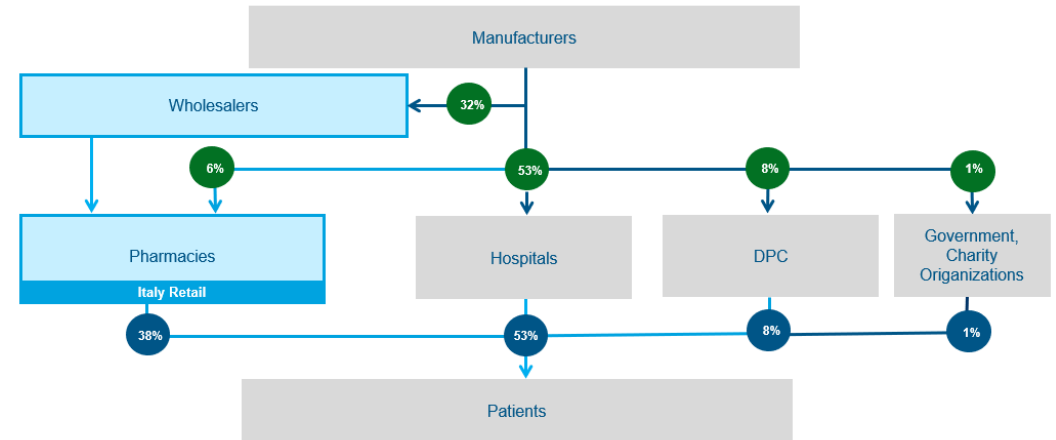 Manufacturers
Wholesalers
32%
6%
53%
8%
1%
Pharmacies
Italy Retail
Hospitals
DPC
Government,
Charity
Origanizations
38%
53%
8%
1%
Patients